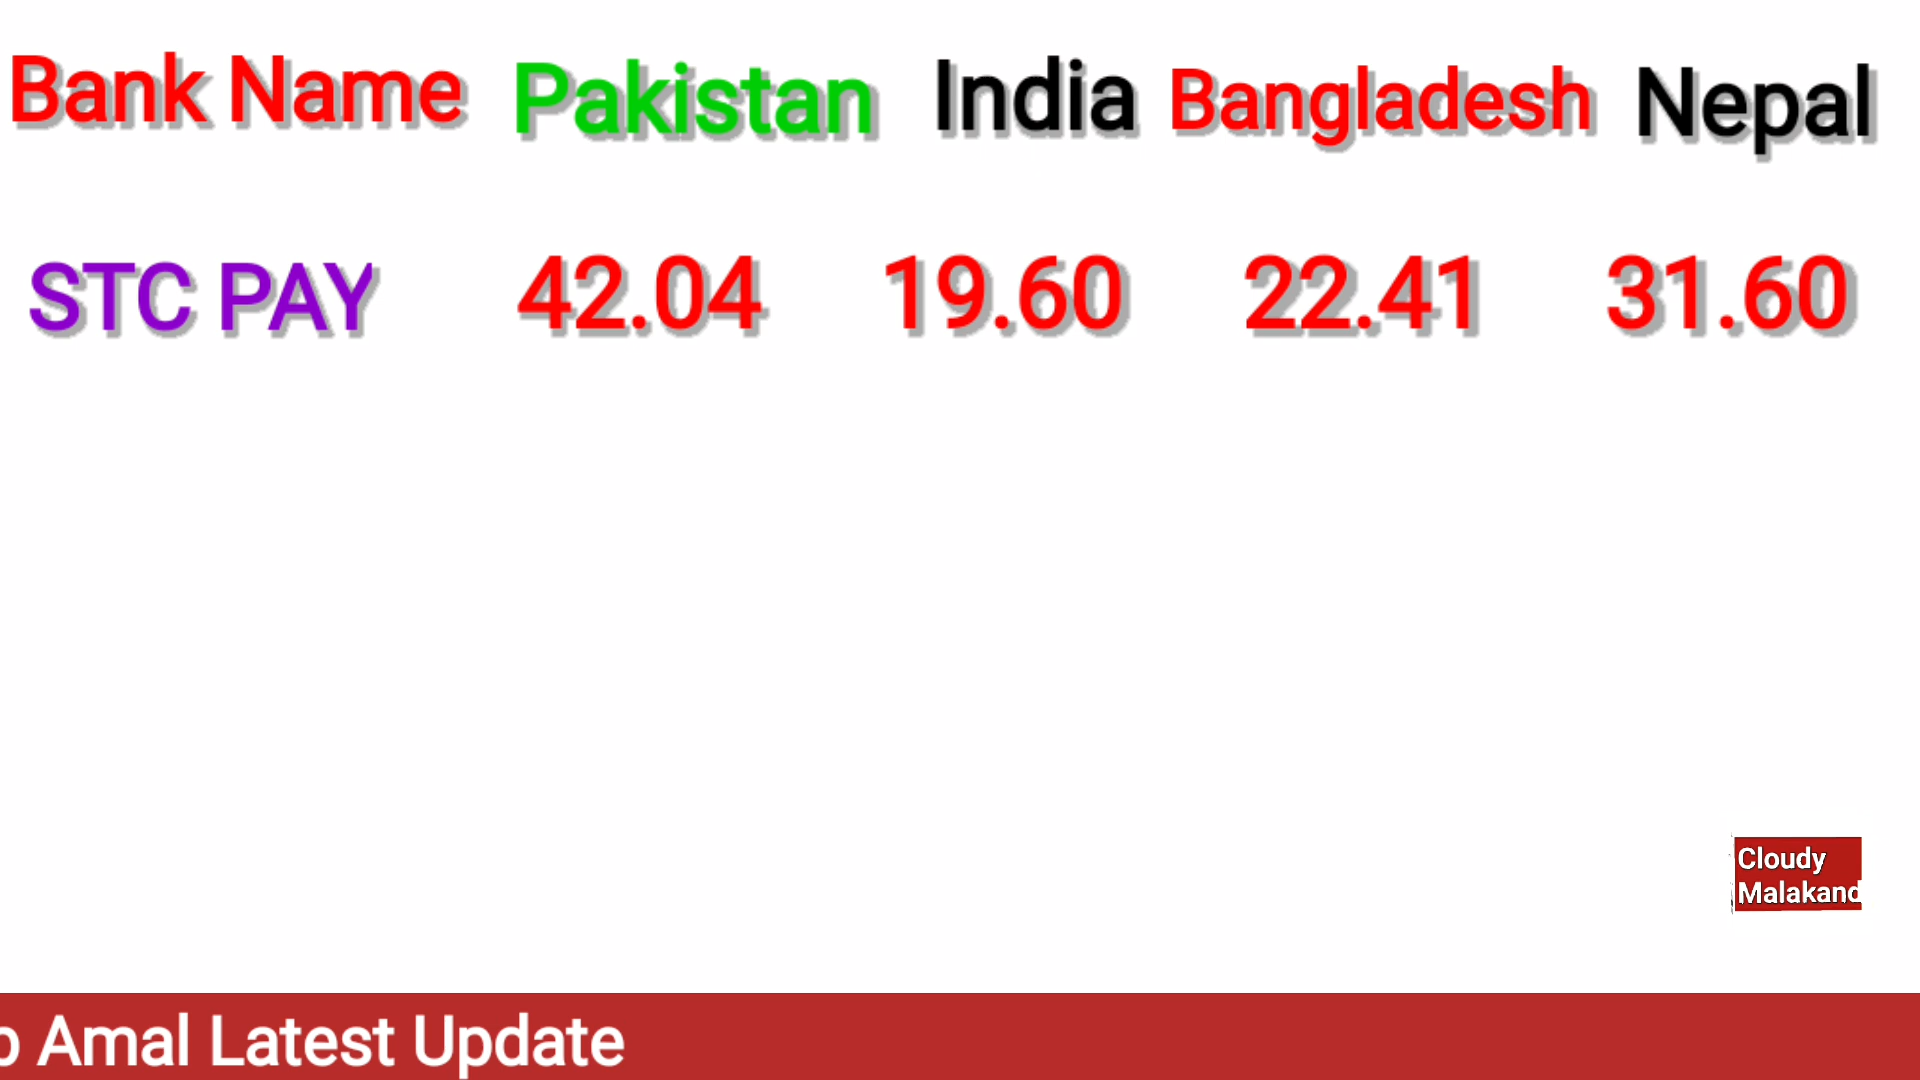 Bank Name Pakistan India Bangladesh Nepal
STC PAY 42.04 19.60 22.41 31.60
Cloudy
Malakand
Amal Latest Update